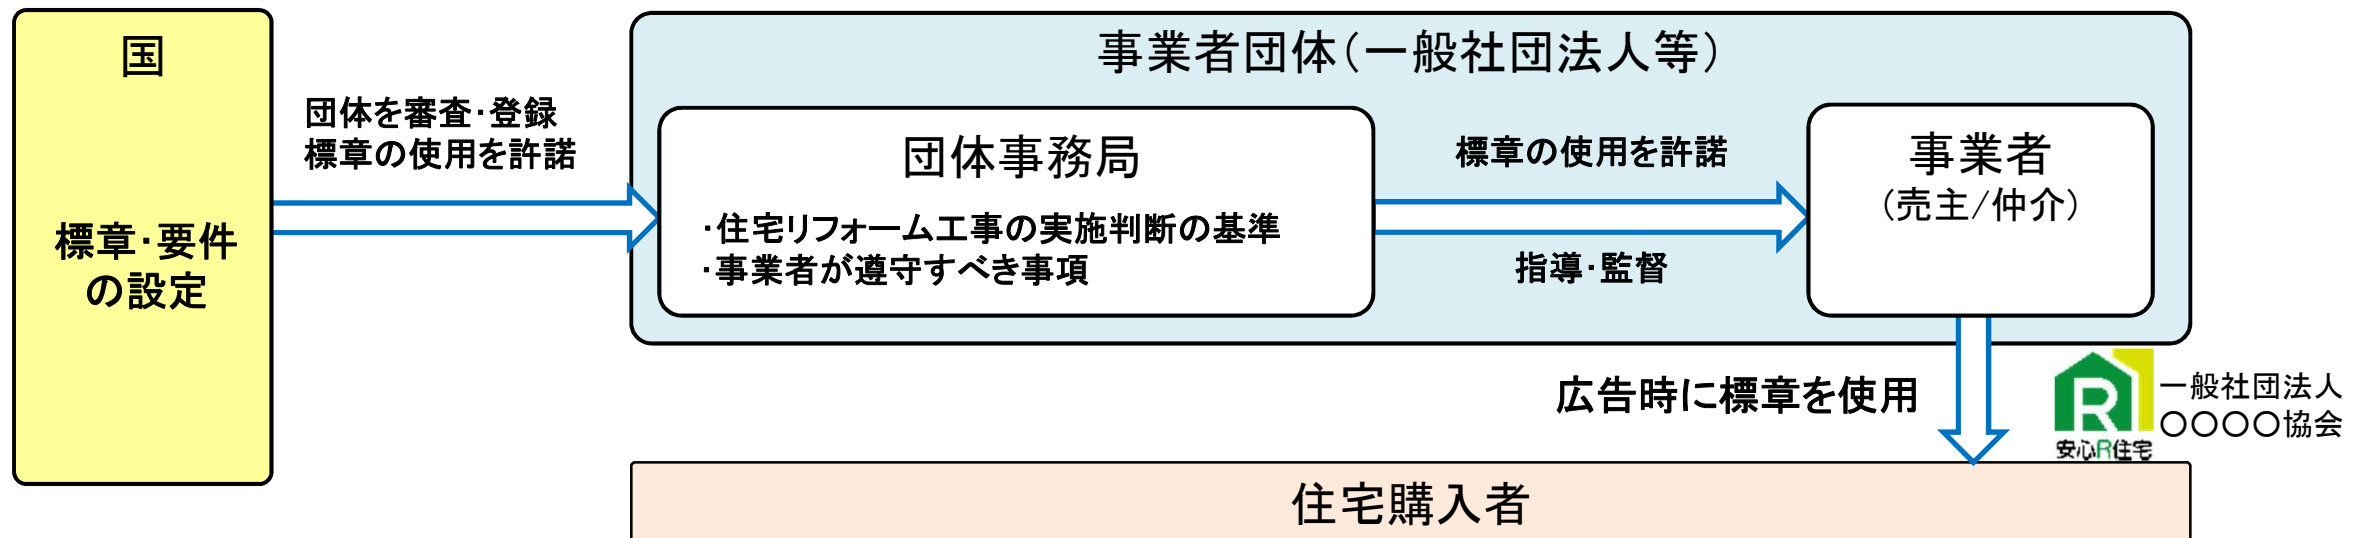 国
標章・要件
の設定
団体を審査・登録
標章の使用を許諾
事業者団体（一般社団法人等）
団体事務局
・住宅リフォーム工事の実施判断の基準
・事業者が遵守すべき事項
標章の使用を許諾
指導・監督
事業者
（売主/仲介）
広告時に標章を使用
R
安心R住宅
一般社団法人
〇〇〇〇協会
住宅購入者